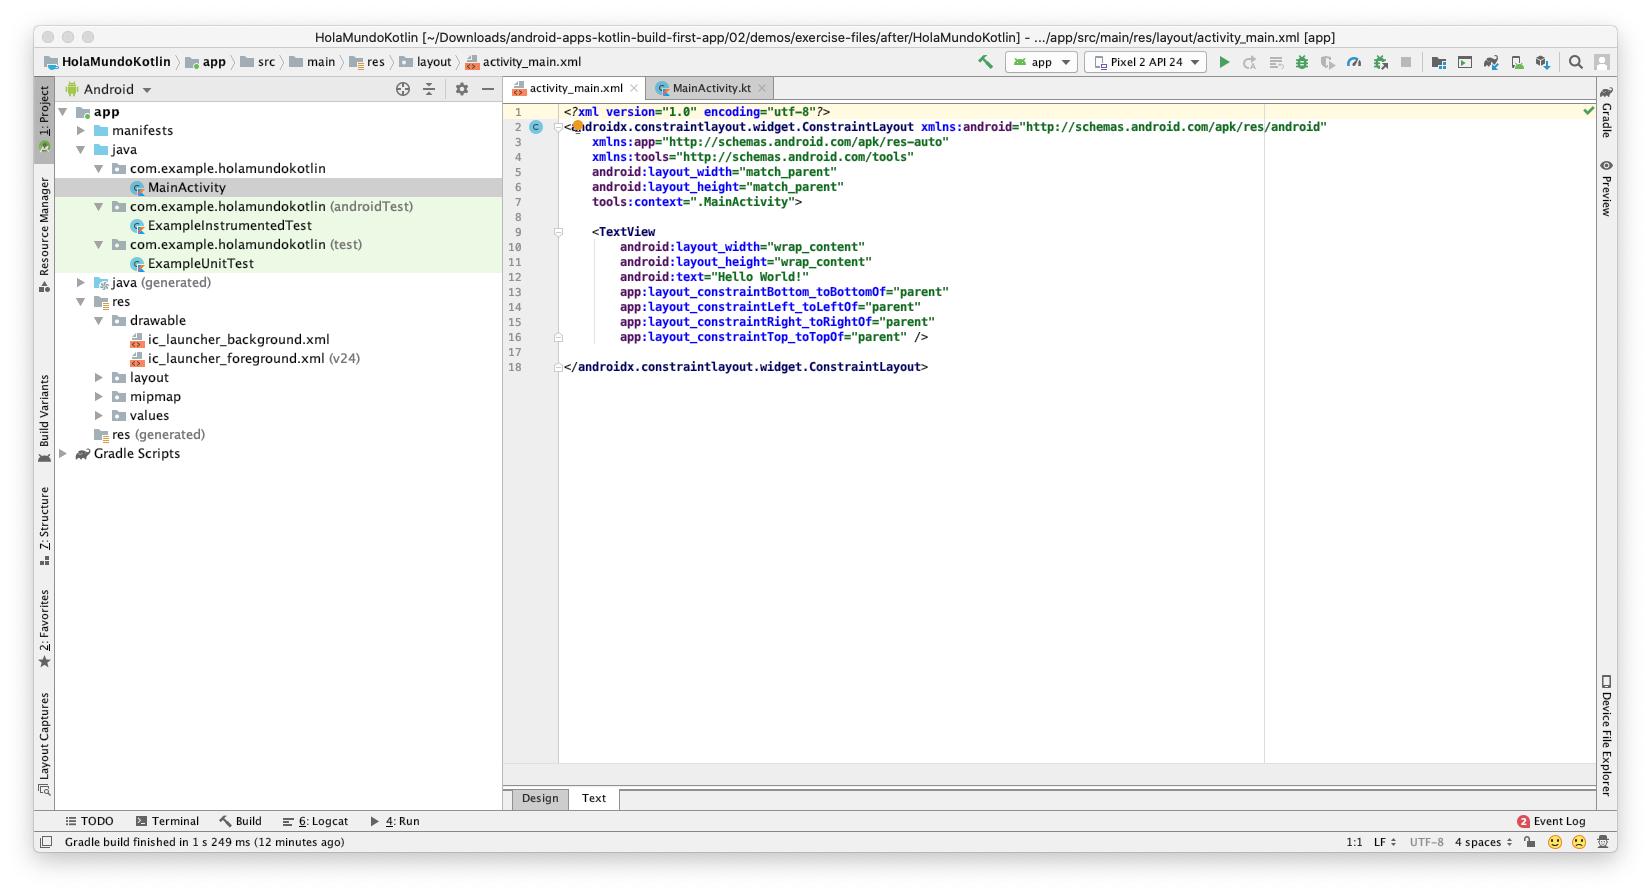 HolaMundoKotlin [~/Downloads/android-apps-kotlin-build-first-app/02/demos/exercise-files/after/HolaMundoKotlin] - .../app/src/main/res/layout/activity_main.xml [app]
HolaMundoKotlin app src main res layout activity_main.xml app Pixel 2 API 24
Android
activity_main.xml MainActivity.kt
1: Project
Resource Manager
Build Variants
Z: Structure
2: Favorites
Layout Captures
app
manifests
java
com.example.holamundokotlin
MainActivity
com.example.holamundokotlin (androidTest)
ExampleInstrumentedTest
com.example.holamundokotlin (test)
ExampleUnitTest
java (generated)
res
drawable
ic_launcher_background.xml
ic_launcher_foreground.xml (v24)
layout
mipmap
values
res (generated)
Gradle Scripts
1 <?xml version="1.0" encoding="utf-8"?>
2 <androidx.constraintlayout.widget.ConstraintLayout xmlns:android="http://schemas.android.com/apk/res/android"
3 xmlns:app="http://schemas.android.com/apk/res-auto"
4 xmlns:tools="http://schemas.android.com/tools"
5 android:layout_width="match_parent"
6 android:layout_height="match_parent"
7 tools:context=".MainActivity">
8
9 <TextView
10 android:layout_width="wrap_content"
11 android:layout_height="wrap_content"
12 android:text="Hello World!"
13 app:layout_constraintBottom_toBottomOf="parent"
14 app:layout_constraintLeft_toLeftOf="parent"
15 app:layout_constraintRight_toRightOf="parent"
16 app:layout_constraintTop_toTopOf="parent" />
17
18 </androidx.constraintlayout.widget.ConstraintLayout>
Gradle
Preview
Device File Explorer
Design Text
TODO Terminal Build 6: Logcat 4: Run 2 Event Log
Gradle build finished in 1 s 249 ms (12 minutes ago) 1:1 LF UTF-8 4 spaces